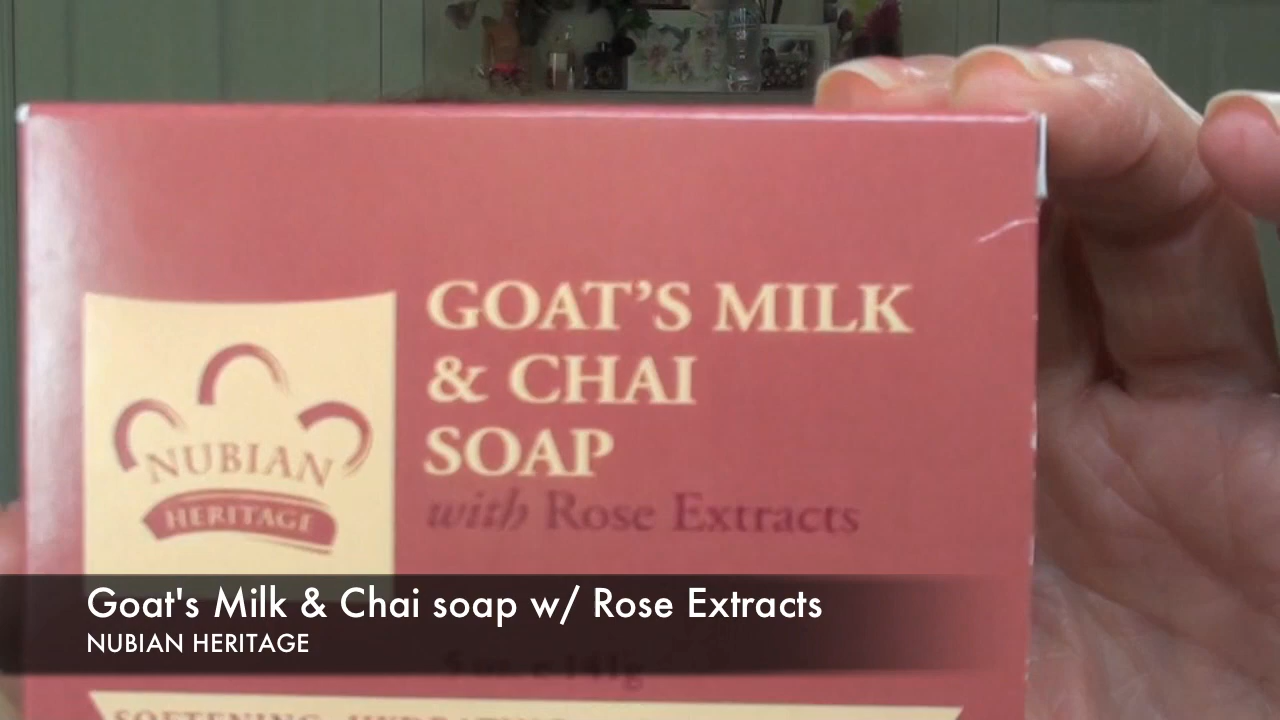 GOAT'S MILK
& CHAI
SOAP
with Rose Extracts
NUBIAN
HERITAGE
Goat's Milk & Chai soap w/ Rose Extracts
NUBIAN HERITAGE